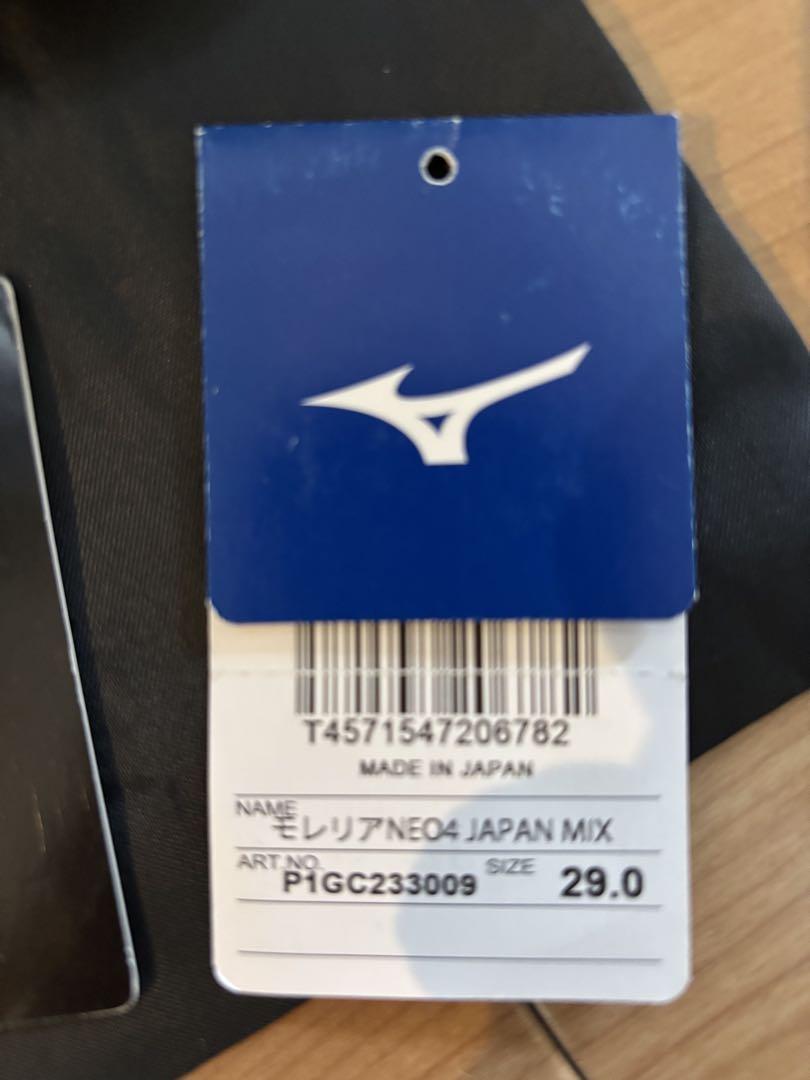 T4571547206782
MADE IN JAPAN
NAME
モレリアNEO4 JAPAN MIX
ART.NO. SIZE
P1GC233009 29.0